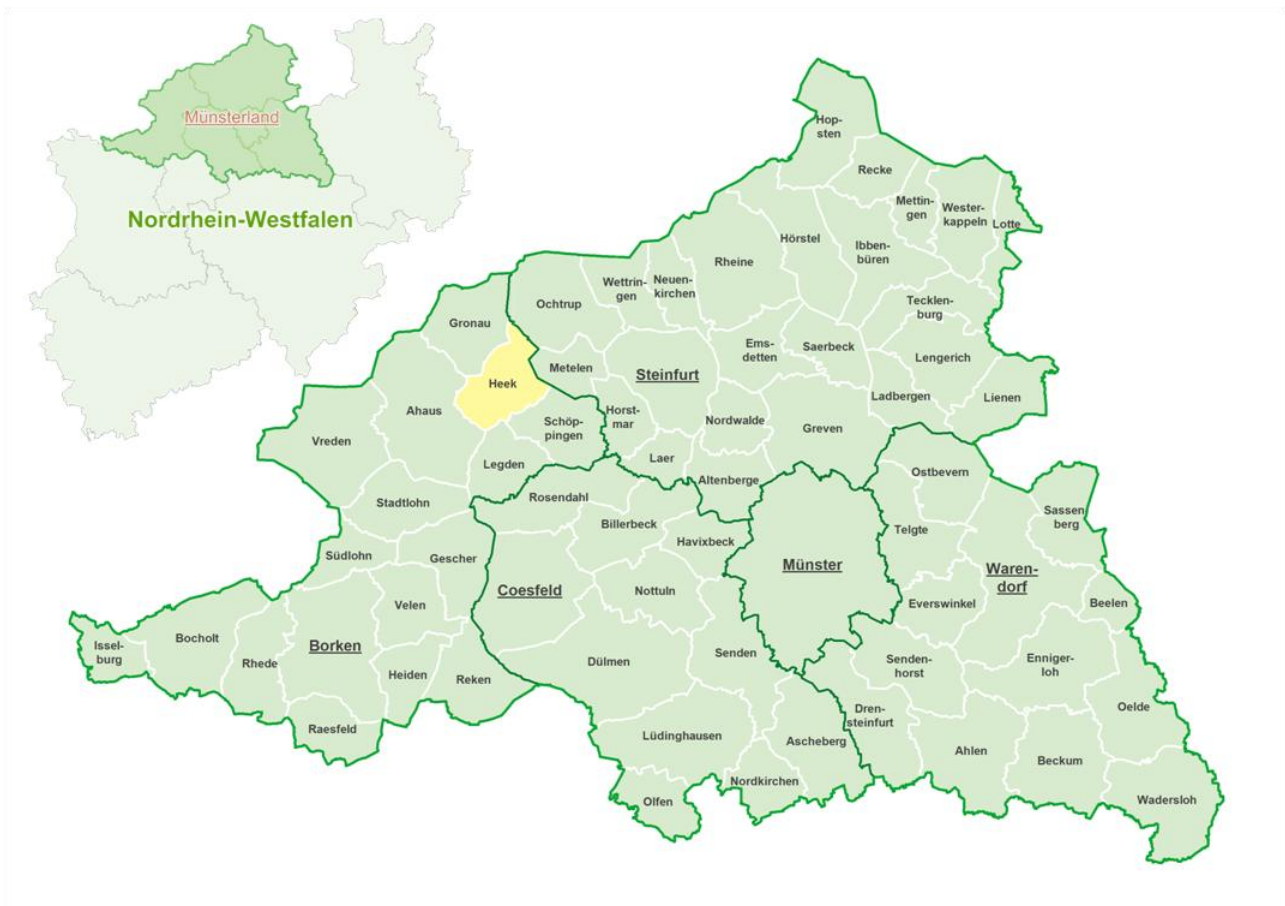 Münsterland
Nordrhein-Westfalen
Hop-
sten
Recke
Mettin-
gen
Wester-
kappeln
Lotte
Hörstel
Ibben-
büren
Rheine
Wettrin-
gen
Neuen-
kirchen
Ochtrup
Tecklen-
burg
Gronau
Ems-
detten
Saerbeck
Lengerich
Metelen
Steinfurt
Heek
Ladbergen
Lienen
Ahaus
Horst-
mar
Schöp-
pingen
Nordwalde
Greven
Vreden
Laer
Legden
Altenberge
Ostbevern
Rosendahl
Stadtlohn
Billerbeck
Sassen
berg
Telgte
Havixbeck
Südlohn
Gescher
Münster
Waren-
dorf
Coesfeld
Nottuln
Velen
Everswinkel
Beelen
Bocholt
Issel-
burg
Borken
Rhede
Senden
Dülmen
Senden-
horst
Enniger-
loh
Heiden
Reken
Oelde
Raesfeld
Dren-
steinfurt
Lüdinghausen
Ascheberg
Ahlen
Beckum
Nordkirchen
Olfen
Wadersloh